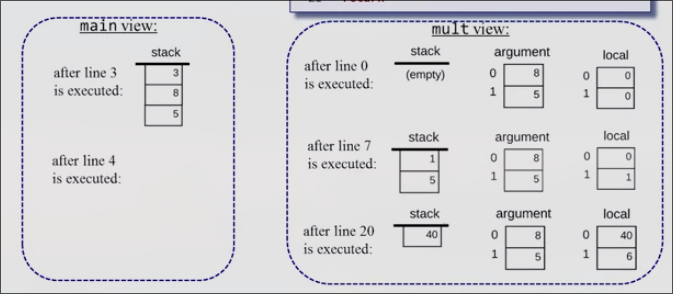 main view:
stack
after line 3
is executed:
3
8
5
after line 4
is executed:
mult view:
after line 0
is executed:
stack
(empty)
argument
0 8
1 5
local
0 0
1 0
after line 7
is executed:
stack
1
5
argument
0 8
1 5
local
0 0
1 1
after line 20
is executed:
stack
40
argument
0 8
1 5
local
0 40
1 6